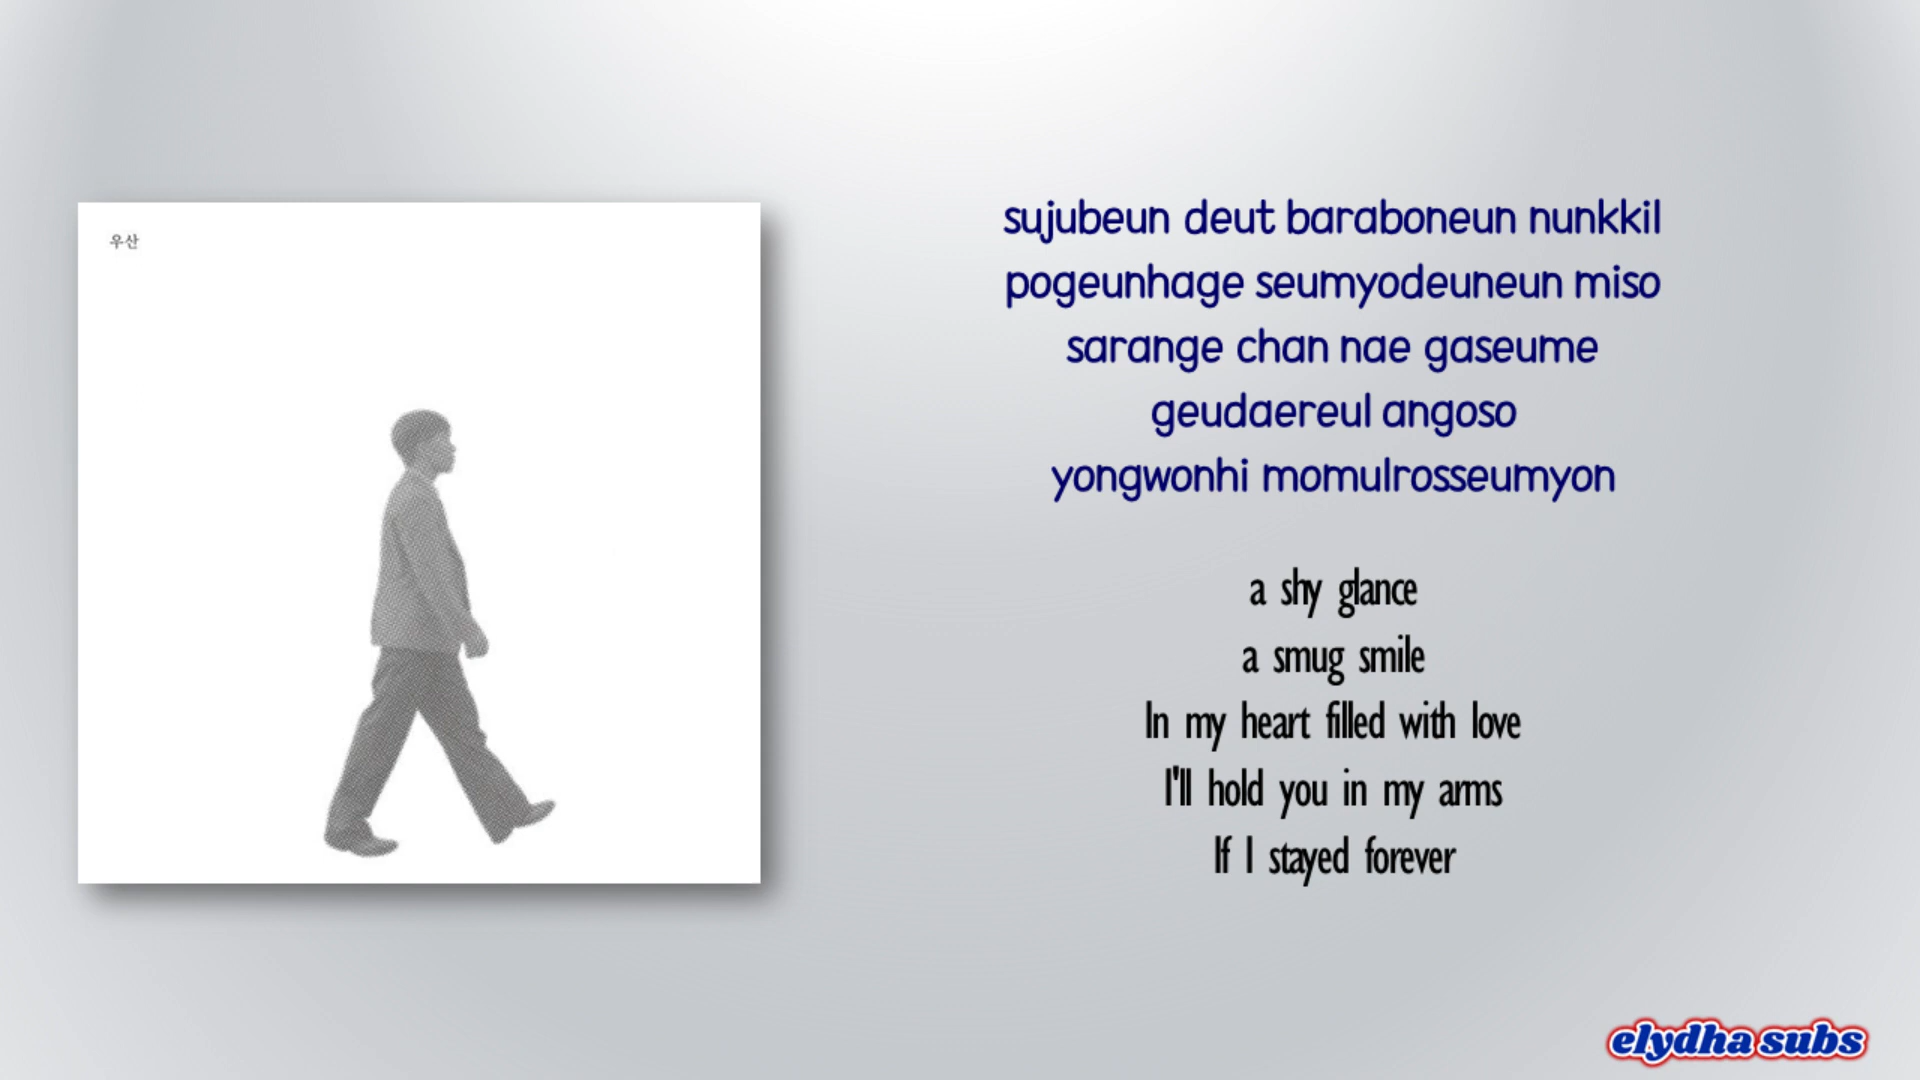 우산
sujubeun deut baraboneun nunkkil
pogeunhage seumyodeuneun miso
sarange chan nae gaseume
geudaereul angoso
yongwonhi momulrosseumyon
a shy glance
a smug smile
In my heart filled with love
I'll hold you in my arms
If I stayed forever
elydha subs